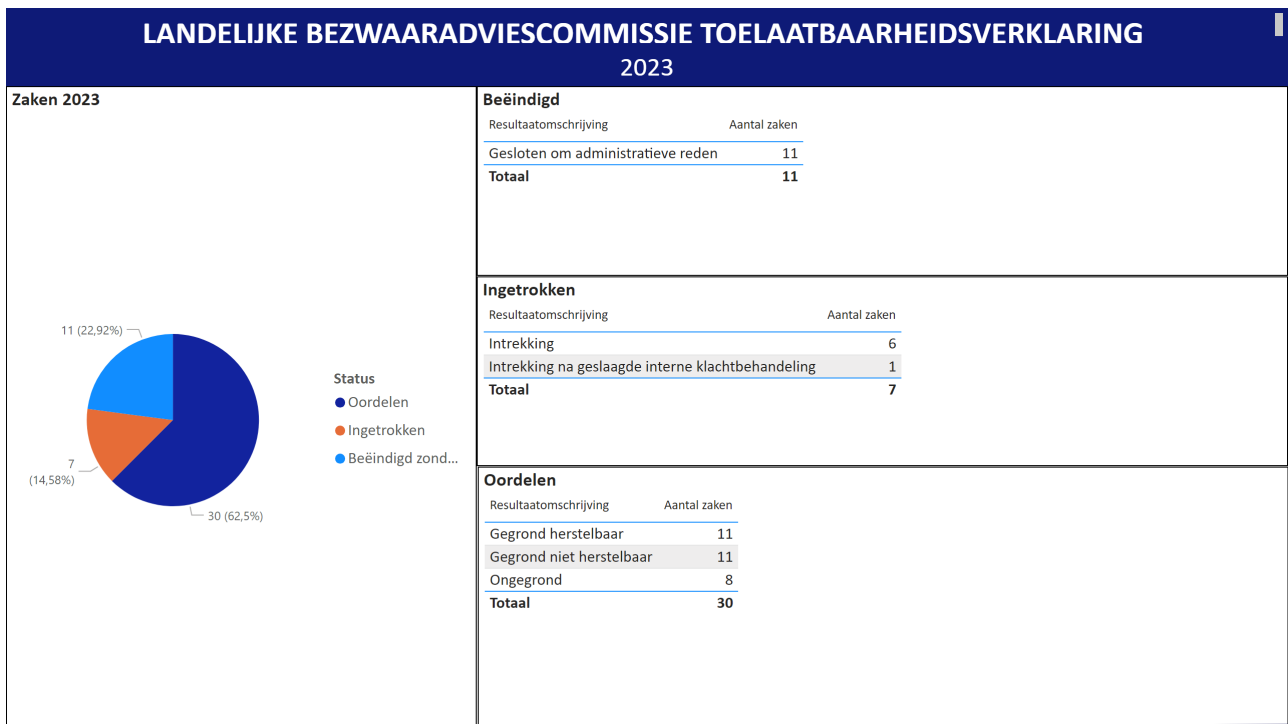 LANDELIJKE BEZWAARADVIESCOMMISSIE TOELAATBAARHEIDSVERKLARING
2023
Zaken 2023
11 (22,92%)
7
(14,58%)
30 (62,5%)
Status
Oordelen
Ingetrokken
Beëindigd zond...
Beëindigd
Resultaatomschrijving Aantal zaken
Gesloten om administratieve reden 11
Totaal 11
Ingetrokken
Resultaatomschrijving Aantal zaken
Intrekking 6
Intrekking na geslaagde interne klachtbehandeling 1
Totaal 7
Oordelen
Resultaatomschrijving Aantal zaken
Gegrond herstelbaar 11
Gegrond niet herstelbaar 11
Ongegrond 8
Totaal 30